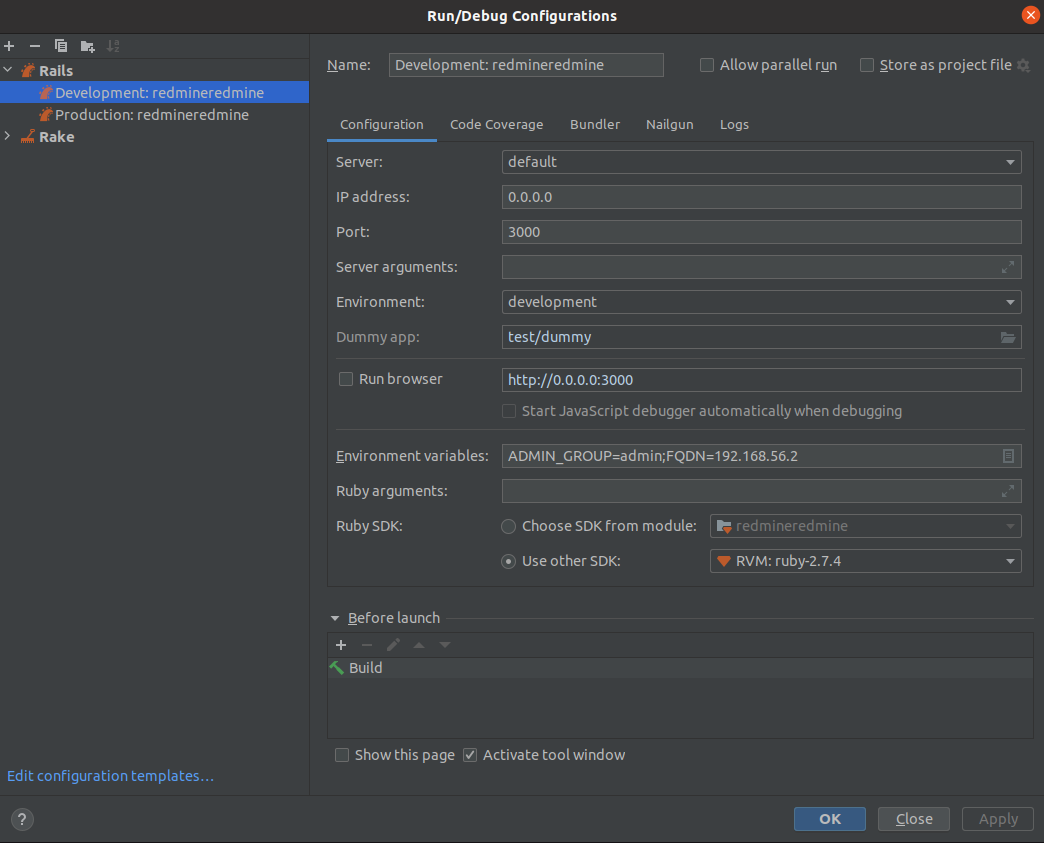 Run/Debug Configurations
Rails
Development: redmineredmine
Production: redmineredmine
Rake
Edit configuration templates...
Name: Development: redmineredmine Allow parallel run Store as project file
Configuration Code Coverage Bundler Nailgun Logs
Server: default
IP address: 0.0.0.0
Port: 3000
Server arguments:
Environment: development
Dummy app: test/dummy
Run browser http://0.0.0.0:3000
Start JavaScript debugger automatically when debugging
Environment variables: ADMIN_GROUP=admin;FQDN=192.168.56.2
Ruby arguments:
Ruby SDK: Choose SDK from module: redmineredmine
Use other SDK: RVM: ruby-2.7.4
Before launch
Build
Show this page Activate tool window
? OK Close Apply